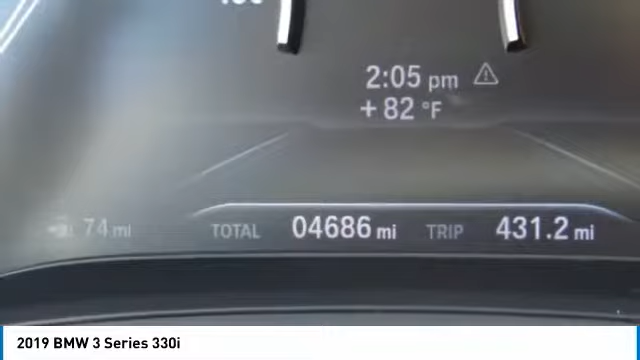 2:05 pm
+ 82 °F
74 mi TOTAL 04686 mi TRIP 431.2 mi
2019 BMW 3 Series 330i